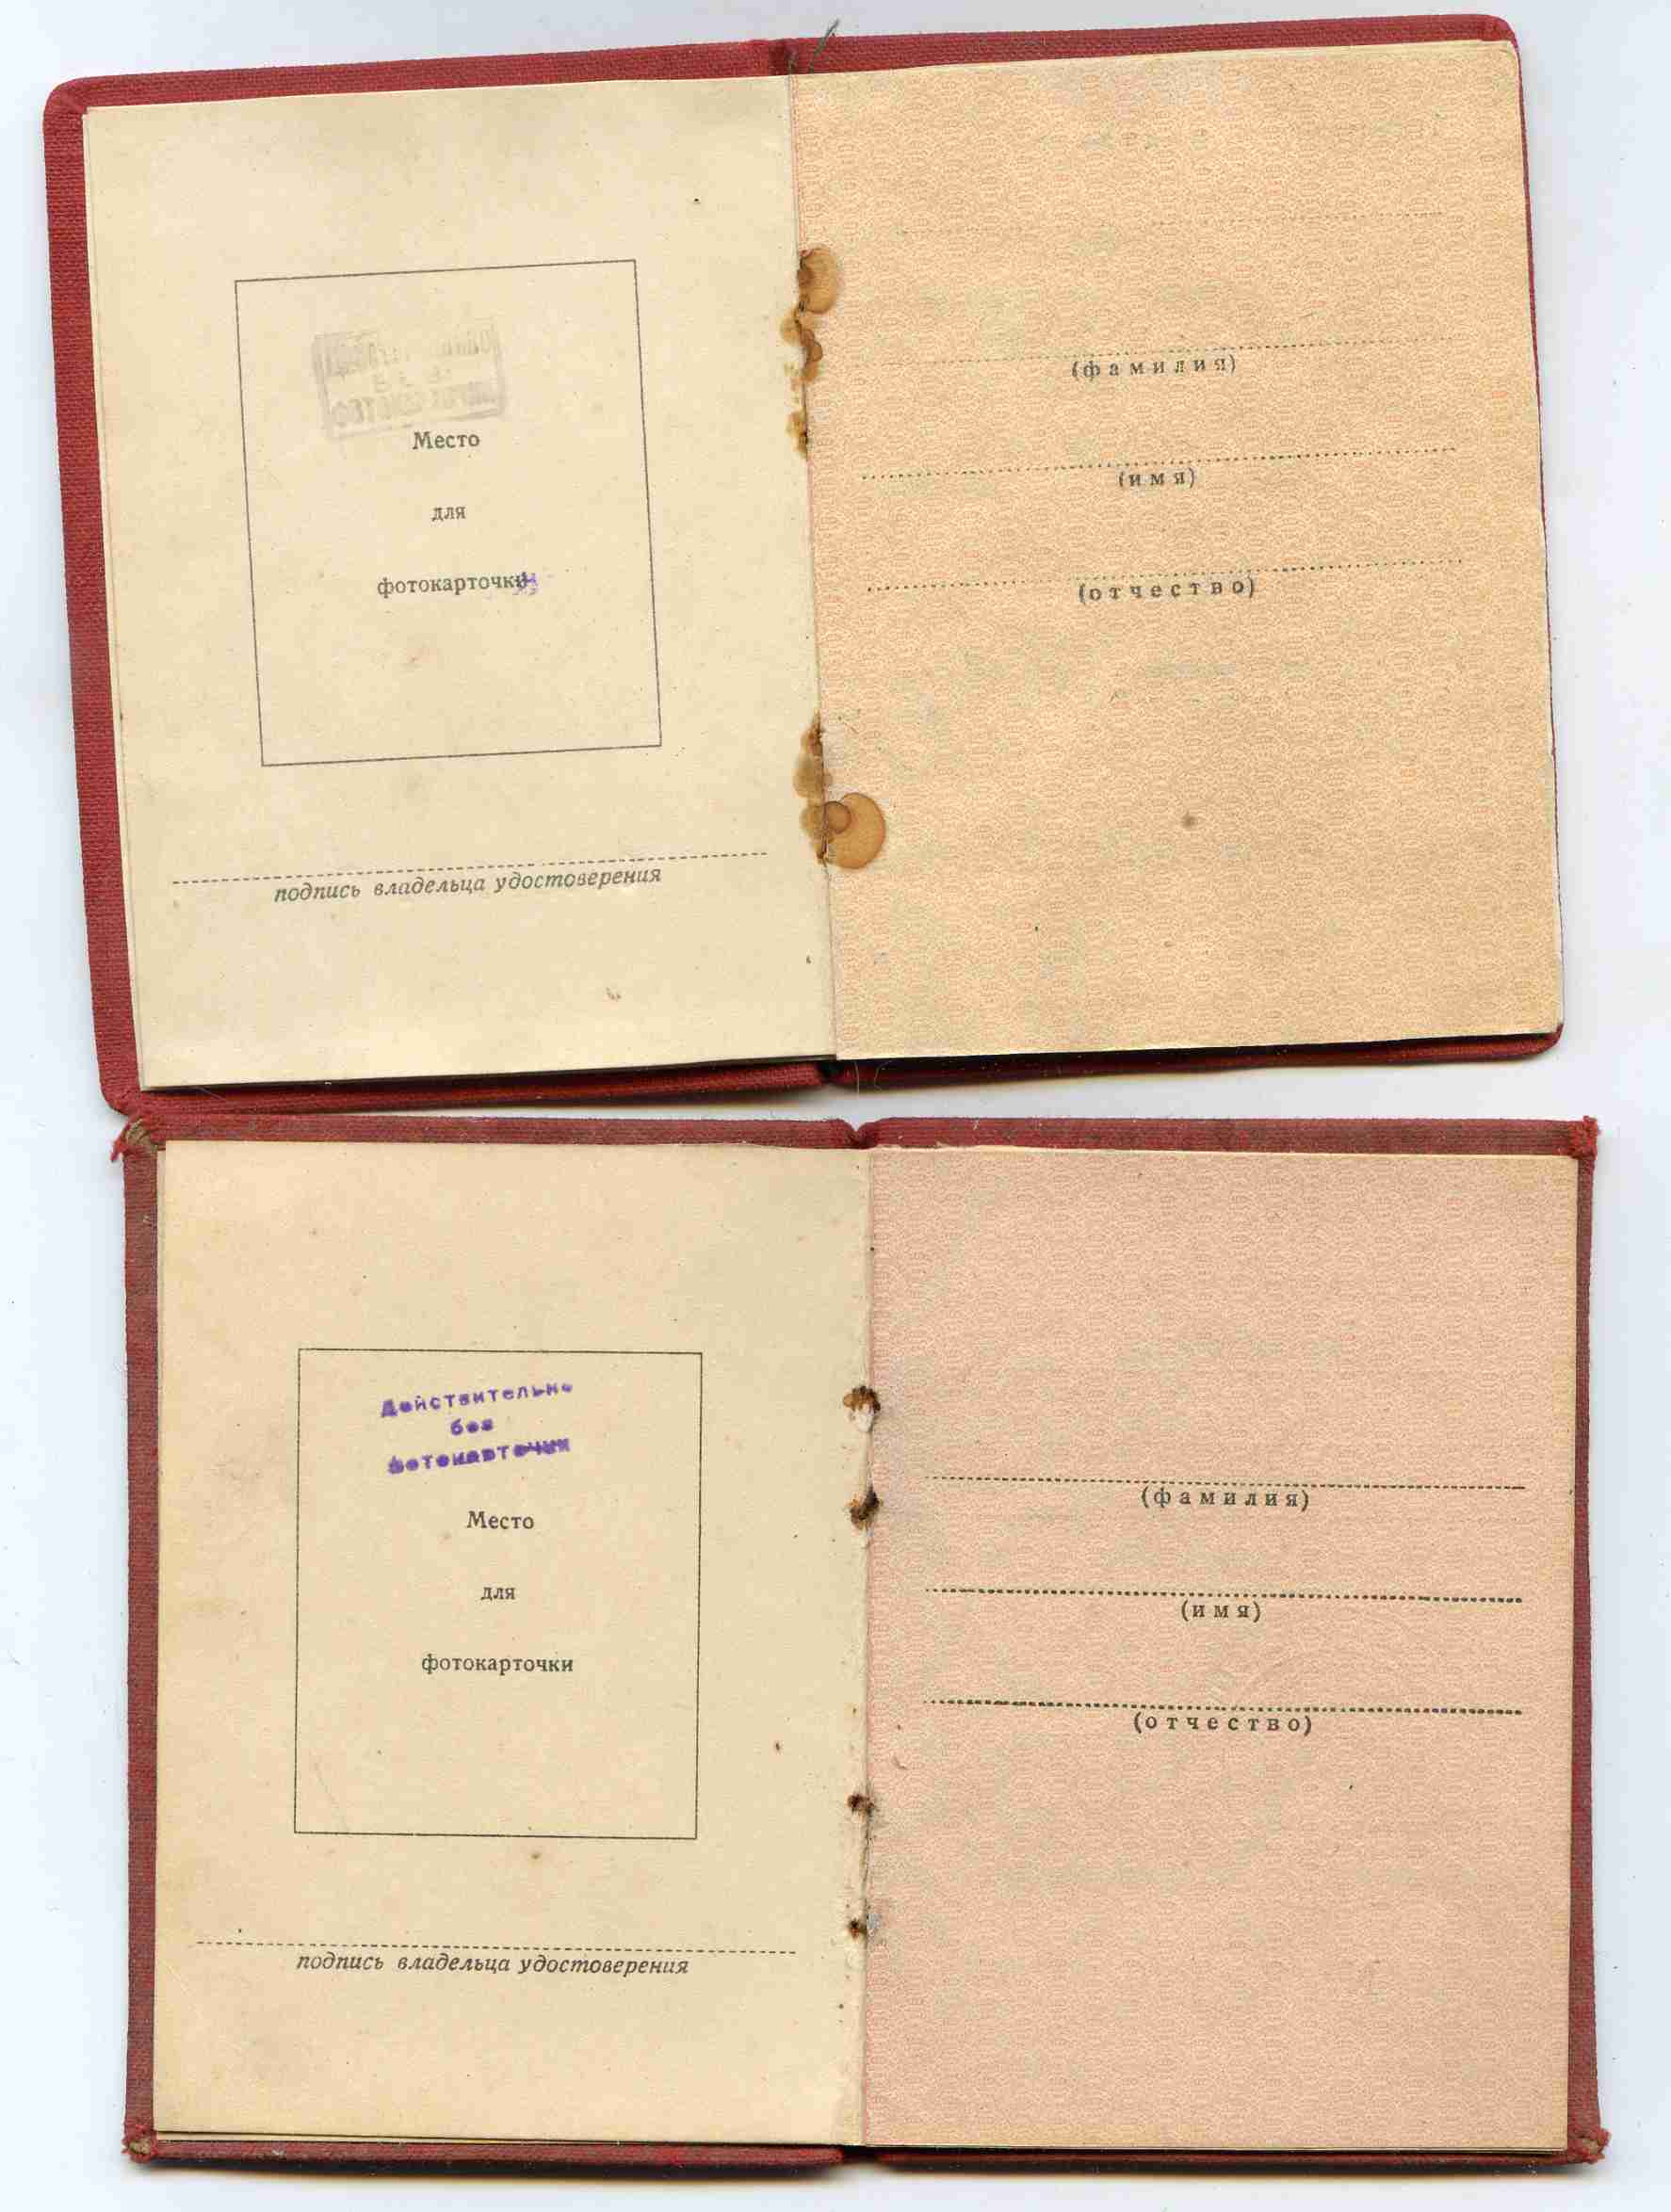 Место
для
фотокарточки
подпись владельца удостоверения
(фамилия)
(имя)
(отчество)
Действительно
без
фотокарточки
Место
для
фотокарточки
подпись владельца удостоверения
(фамилия)
(имя)
(отчество)